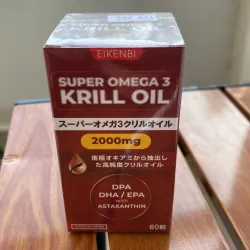 EIKENBI
SUPER OMEGA 3
KRILL OIL
スーパーオメガ3クリルオイル
2000mg
南極オキアミから抽出し
た高純度クリルオイル
DPA
DHA / EPA
with
ASTAXANTHIN
60粒